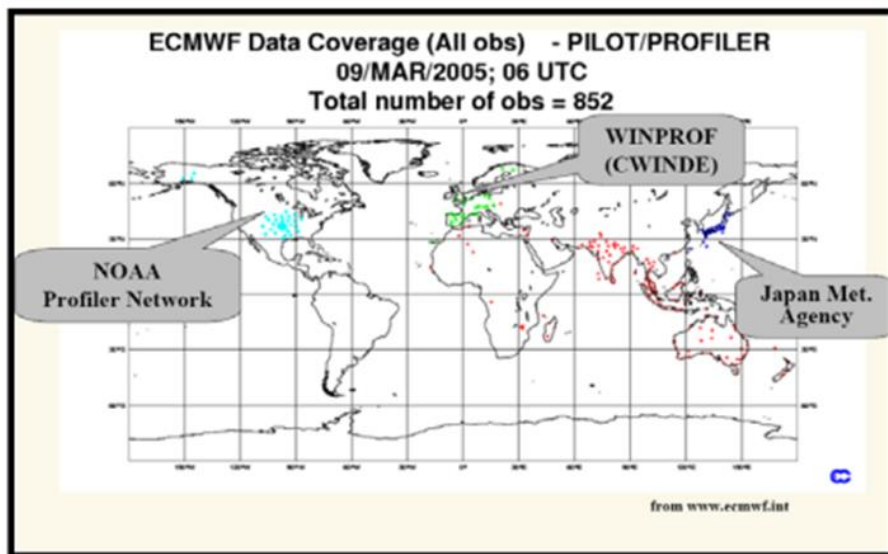 ECMWF Data Coverage (All obs) - PILOT/PROFILER
09/MAR/2005; 06 UTC
Total number of obs = 852
WINPROF
(CWINDE)
NOAA
Profiler Network
Japan Met.
Agency
from www.ecmwf.int